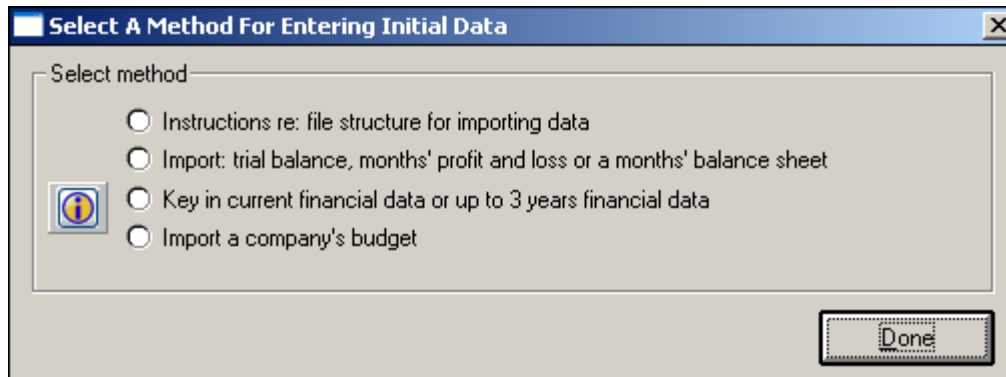 Select A Method For Entering Initial Data
Select method
Instructions re: file structure for importing data
Import: trial balance, months' profit and loss or a months' balance sheet
Key in current financial data or up to 3 years financial data
Import a company's budget
Done